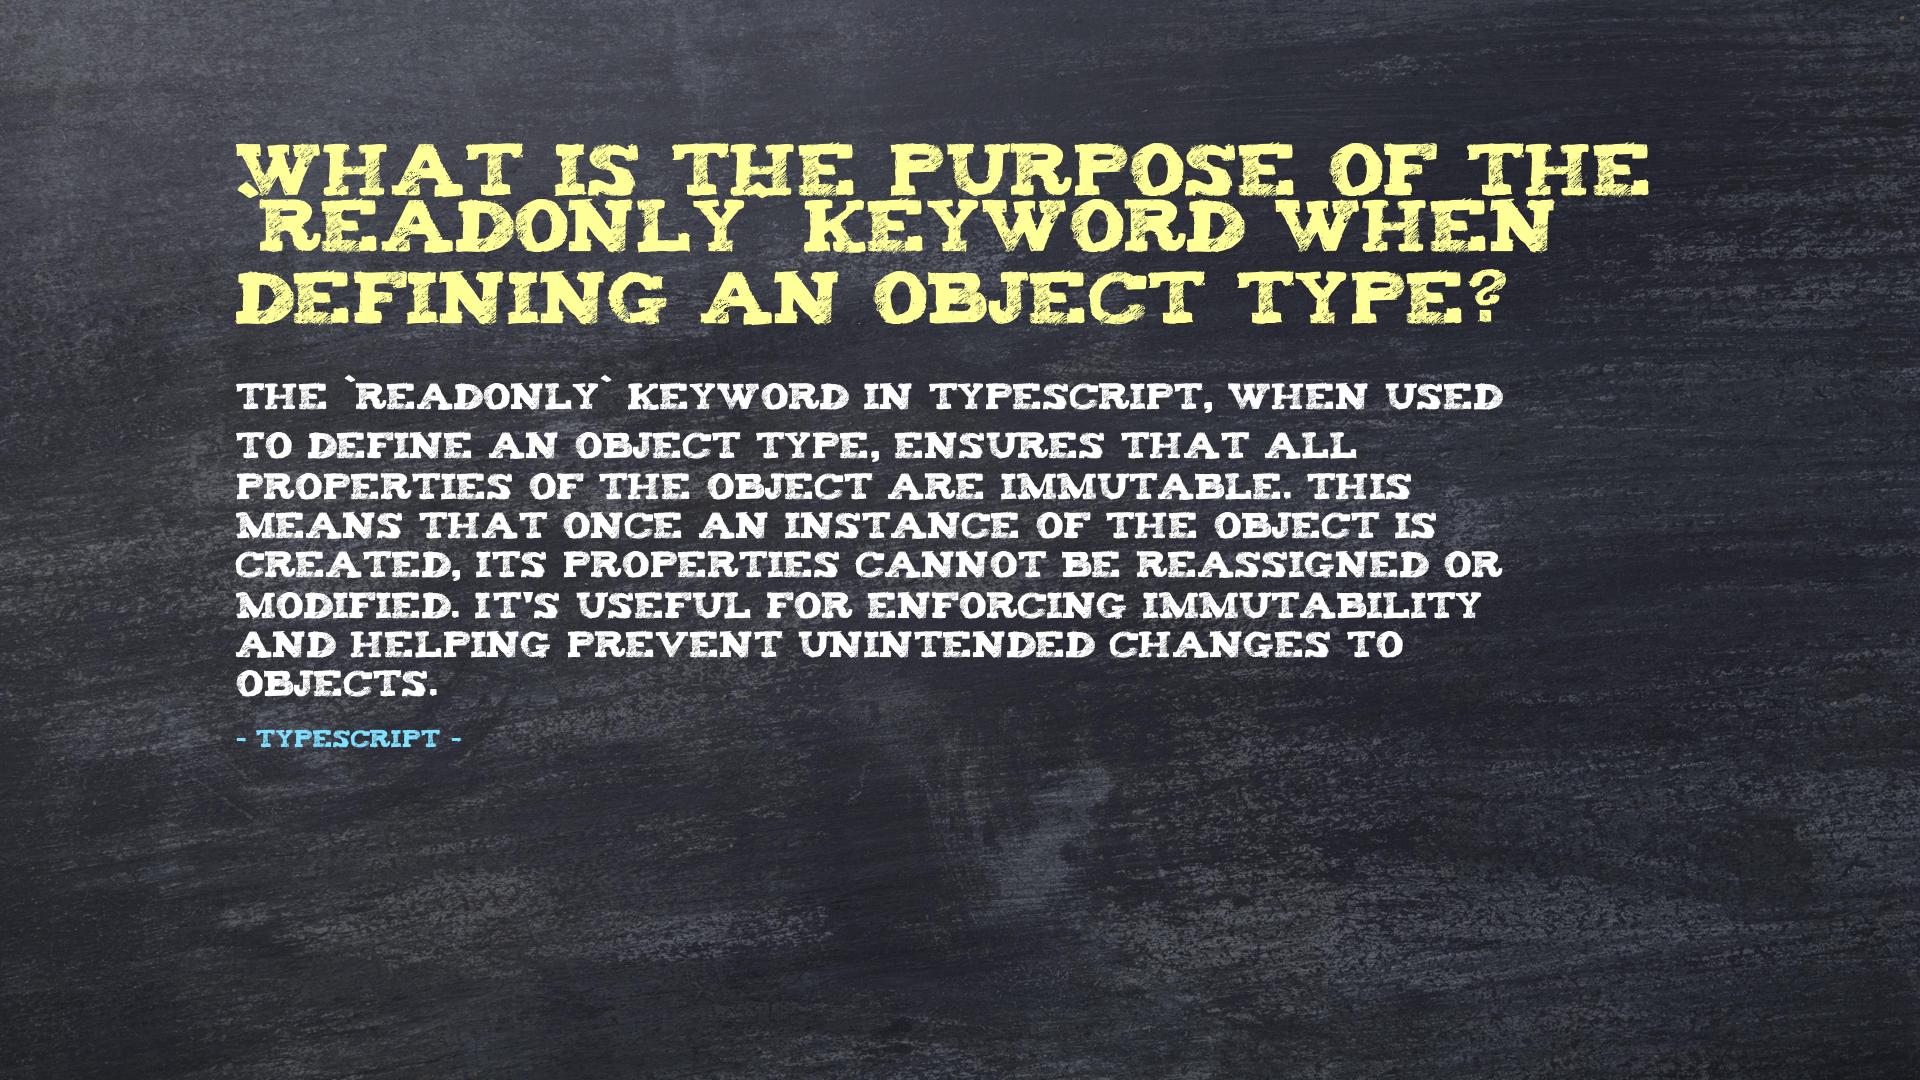 WHAT IS THE PURPOSE OF THE
`READONLY` KEYWORD WHEN
DEFINING AN OBJECT TYPE?
THE `READONLY` KEYWORD IN TYPESCRIPT, WHEN USED
TO DEFINE AN OBJECT TYPE, ENSURES THAT ALL
PROPERTIES OF THE OBJECT ARE IMMUTABLE. THIS
MEANS THAT ONCE AN INSTANCE OF THE OBJECT IS
CREATED, ITS PROPERTIES CANNOT BE REASSIGNED OR
MODIFIED. IT'S USEFUL FOR ENFORCING IMMUTABILITY
AND HELPING PREVENT UNINTENDED CHANGES TO
OBJECTS.
- TYPESCRIPT -